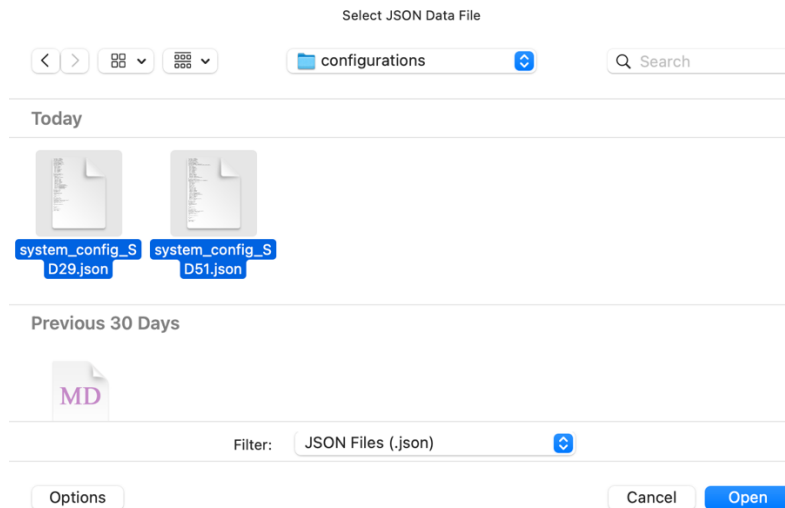 Select JSON Data File
configurations
Search
Today
system_config_S
D29.json
system_config_S
D51.json
Previous 30 Days
MD
Filter:
JSON Files (.json)
Options
Cancel
Open